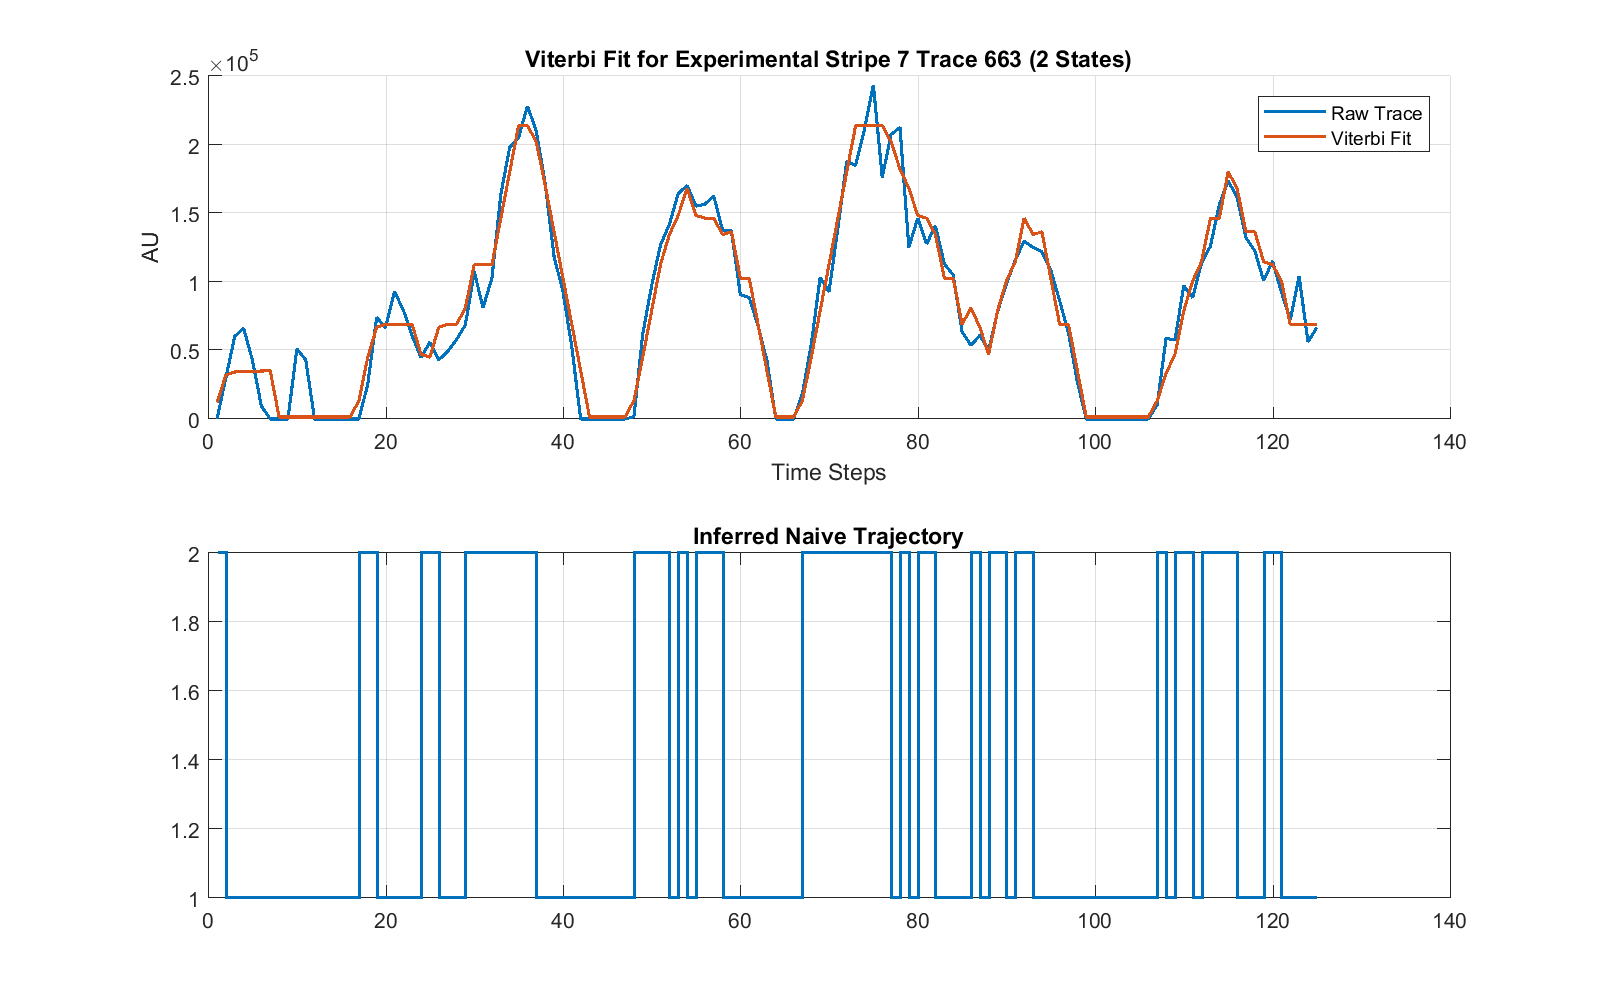 Viterbi Fit for Experimental Stripe 7 Trace 663 (2 States)
×10⁵
2.5
2
1.5
1
0.5
0
AU
Raw Trace
Viterbi Fit
0 20 40 60 80 100 120 140
Time Steps
Inferred Naive Trajectory
2
1.8
1.6
1.4
1.2
1
0 20 40 60 80 100 120 140